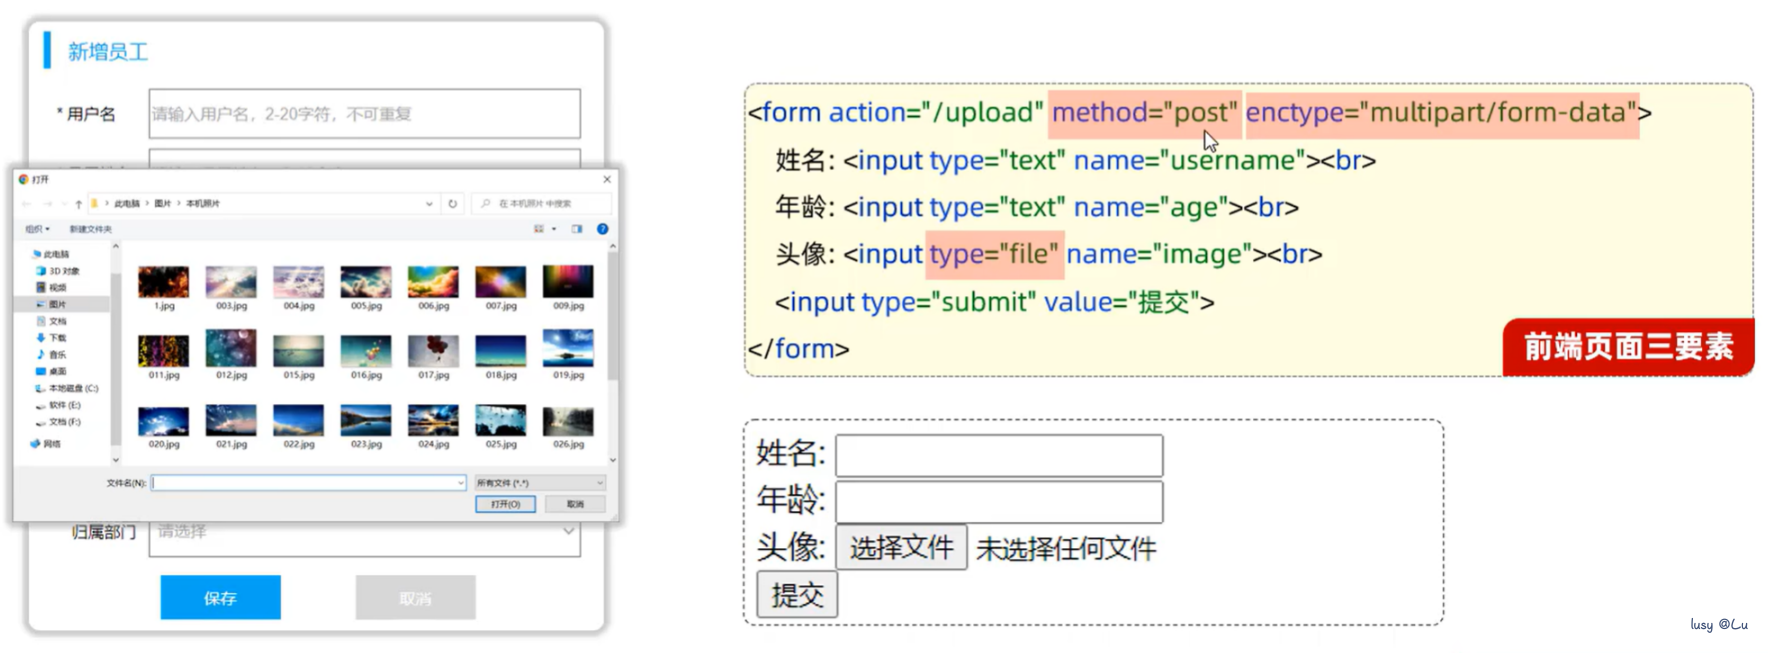 新增员工
* 用户名
请输入用户名，2-20字符，不可重复
打开
此电脑 › 图片 › 本机照片
在 本机照片 中搜索
组织
新建文件夹
此电脑
3D 对象
视频
图片
文档
下载
音乐
桌面
本地磁盘 (C:)
软件 (E:)
文档 (F:)
网络
1.jpg 003.jpg 004.jpg 005.jpg 006.jpg 007.jpg 009.jpg
011.jpg 012.jpg 015.jpg 016.jpg 017.jpg 018.jpg 019.jpg
020.jpg 021.jpg 022.jpg 023.jpg 024.jpg 025.jpg 026.jpg
文件名(N):
所有文件 (*.*)
打开(O) 取消
归属部门 请选择
保存 取消
<form action="/upload" method="post" enctype="multipart/form-data">
姓名: <input type="text" name="username"><br>
年龄: <input type="text" name="age"><br>
头像: <input type="file" name="image"><br>
<input type="submit" value="提交">
</form>
前端页面三要素
姓名:
年龄:
头像: 选择文件 未选择任何文件
提交
lusy @Lu